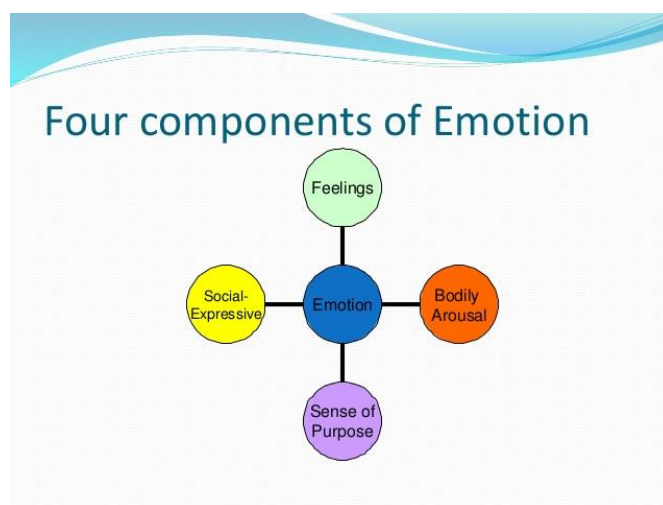 Four components of Emotion
Feelings
Social-
Expressive
Emotion
Bodily
Arousal
Sense of
Purpose